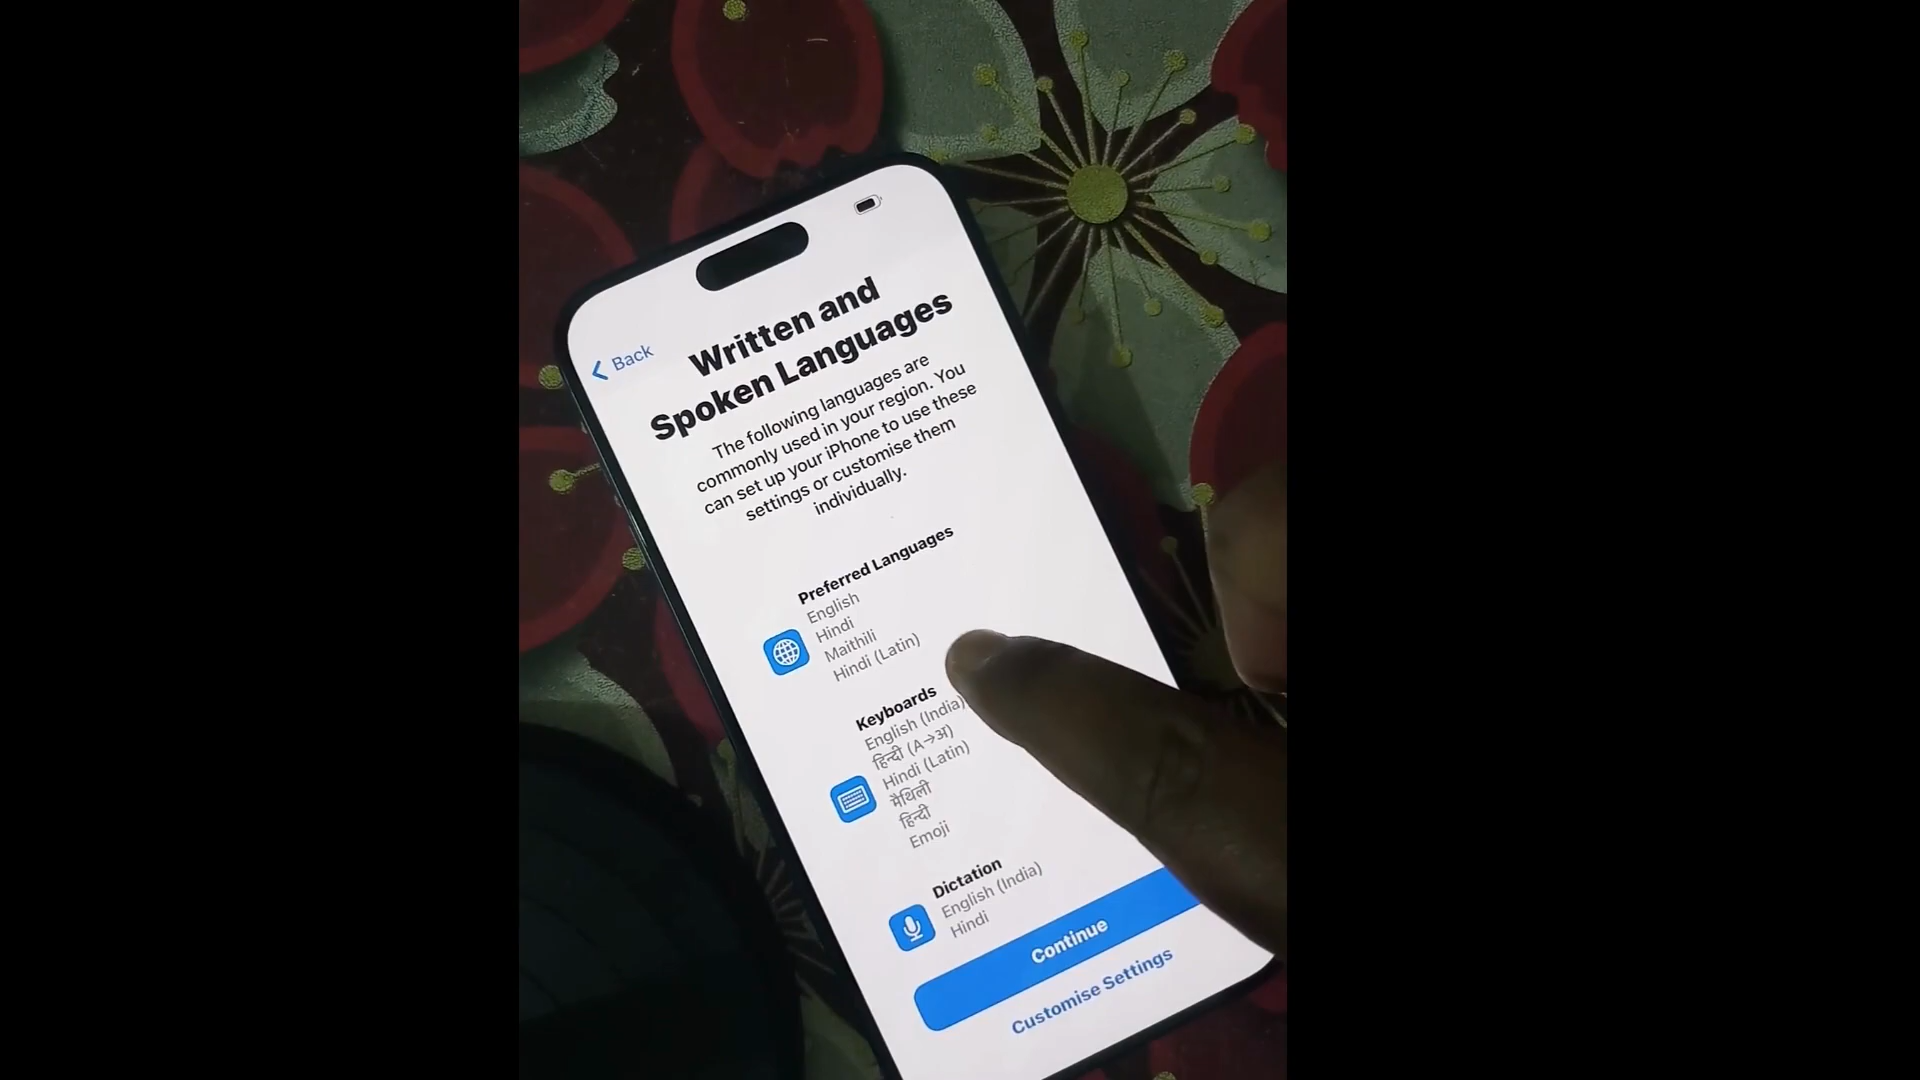 Back
Written and
Spoken Languages
The following languages are
commonly used in your region. You
can set up your iPhone to use these
settings or customise them
individually.
Preferred Languages
English
Hindi
Maithili
Hindi (Latin)
Keyboards
English (India)
हिन्दी (A→अ)
Hindi (Latin)
मैथिली
हिन्दी
Emoji
Dictation
English (India)
Hindi
Continue
Customise Settings